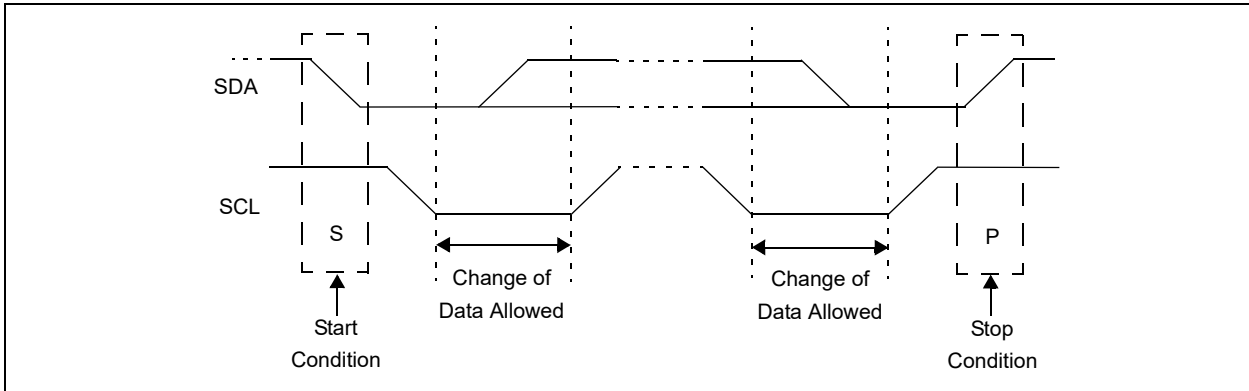 SDA
SCL
S
P
Change of
Data Allowed
Change of
Data Allowed
Start
Condition
Stop
Condition